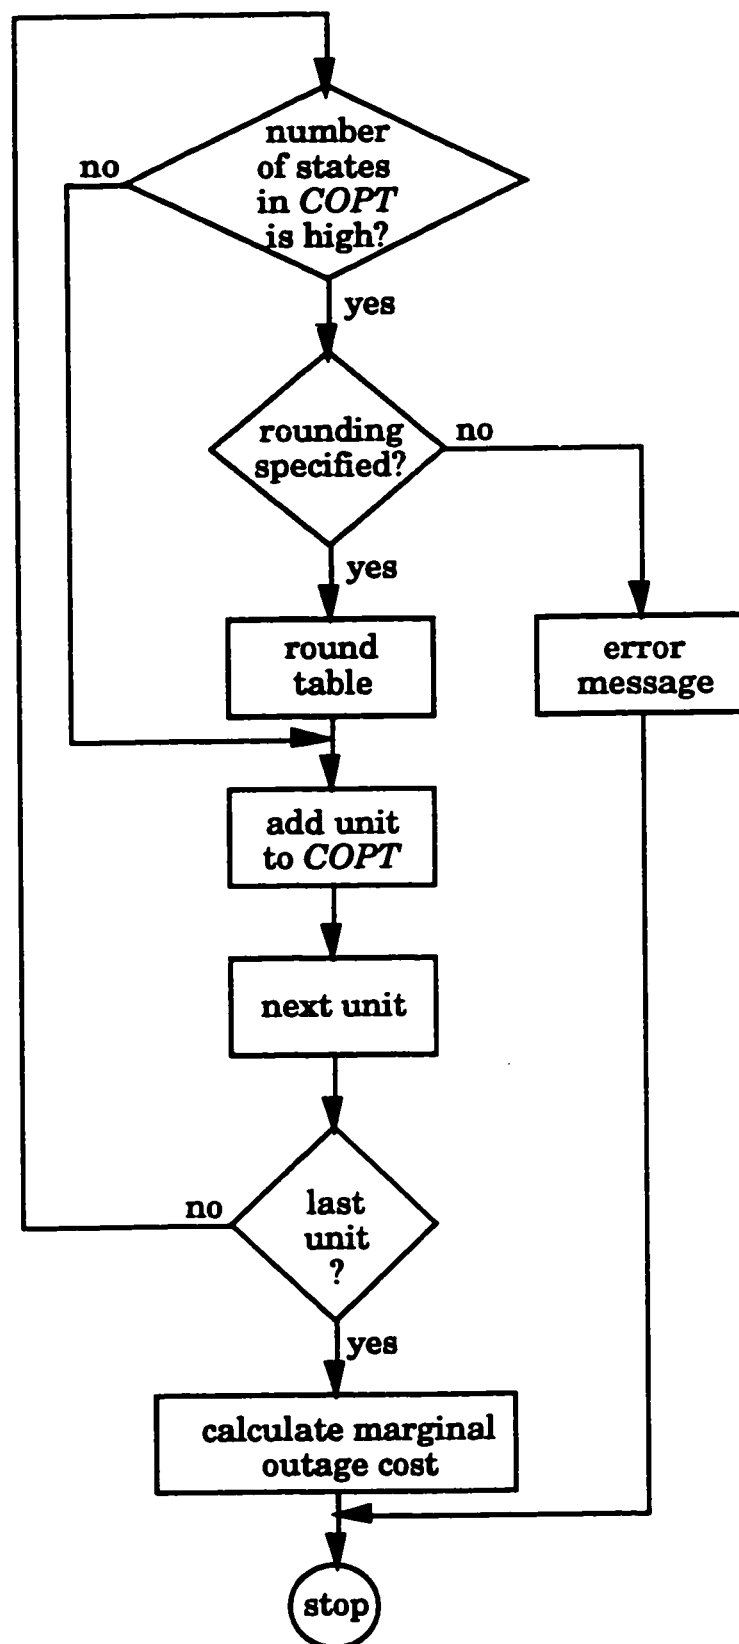 number
of states
in COPT
is high?
no
yes
rounding
specified?
no
yes
round
table
error
message
add unit
to COPT
next unit
last
unit
?
no
yes
calculate marginal
outage cost
stop